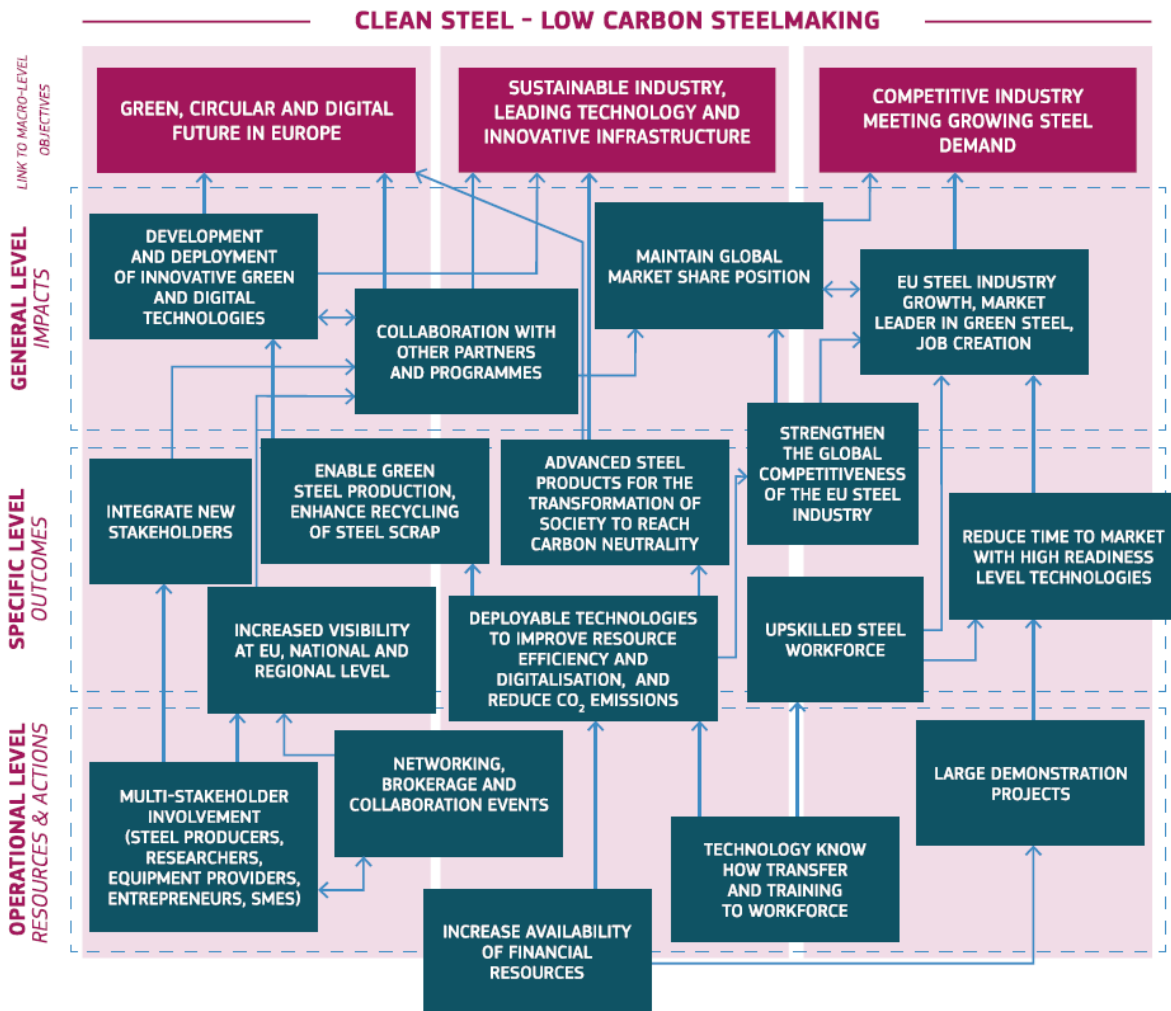 CLEAN STEEL – LOW CARBON STEELMAKING
LINK TO MACRO-LEVEL
OBJECTIVES
GREEN, CIRCULAR AND DIGITAL
FUTURE IN EUROPE
SUSTAINABLE INDUSTRY,
LEADING TECHNOLOGY AND
INNOVATIVE INFRASTRUCTURE
COMPETITIVE INDUSTRY
MEETING GROWING STEEL
DEMAND
GENERAL LEVEL
IMPACTS
DEVELOPMENT
AND DEPLOYMENT
OF INNOVATIVE GREEN
AND DIGITAL
TECHNOLOGIES
COLLABORATION WITH
OTHER PARTNERS
AND PROGRAMMES
MAINTAIN GLOBAL
MARKET SHARE POSITION
EU STEEL INDUSTRY
GROWTH, MARKET
LEADER IN GREEN STEEL,
JOB CREATION
SPECIFIC LEVEL
OUTCOMES
INTEGRATE NEW
STAKEHOLDERS
ENABLE GREEN
STEEL PRODUCTION,
ENHANCE RECYCLING
OF STEEL SCRAP
ADVANCED STEEL
PRODUCTS FOR THE
TRANSFORMATION OF
SOCIETY TO REACH
CARBON NEUTRALITY
STRENGTHEN
THE GLOBAL
COMPETITIVENESS
OF THE EU STEEL
INDUSTRY
REDUCE TIME TO MARKET
WITH HIGH READINESS
LEVEL TECHNOLOGIES
INCREASED VISIBILITY
AT EU, NATIONAL AND
REGIONAL LEVEL
DEPLOYABLE TECHNOLOGIES
TO IMPROVE RESOURCE
EFFICIENCY AND
DIGITALISATION, AND
REDUCE CO₂ EMISSIONS
UPSKILLED STEEL
WORKFORCE
OPERATIONAL LEVEL
RESOURCES & ACTIONS
MULTI-STAKEHOLDER
INVOLVEMENT
(STEEL PRODUCERS,
RESEARCHERS,
EQUIPMENT PROVIDERS,
ENTREPRENEURS, SMES)
NETWORKING,
BROKERAGE AND
COLLABORATION EVENTS
INCREASE AVAILABILITY
OF FINANCIAL
RESOURCES
TECHNOLOGY KNOW
HOW TRANSFER
AND TRAINING
TO WORKFORCE
LARGE DEMONSTRATION
PROJECTS